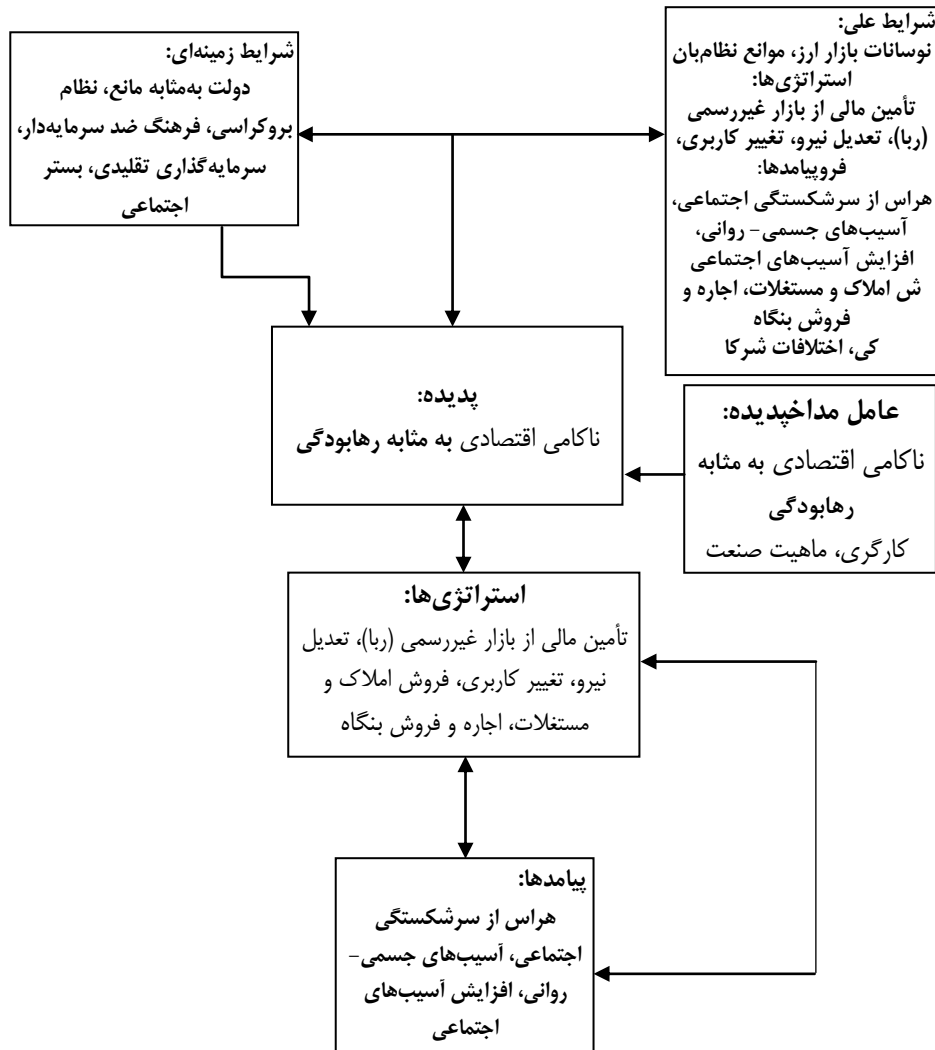 شرایط علی:
نوسانات بازار ارز، موانع نظام‌بان
استراتژی‌ها:
تأمین مالی از بازار غیررسمی
(ربا)، تعدیل نیرو، تغییر کاربری،
فروپیامدها:
هراس از سرشکستگی اجتماعی،
آسیب‌های جسمی- روانی،
افزایش آسیب‌های اجتماعی
ش املاک و مستغلات، اجاره و
فروش بنگاه
کی، اختلافات شرکا
شرایط زمینه‌ای:
دولت به‌مثابه مانع، نظام
بروکراسی، فرهنگ ضد سرمایه‌دار،
سرمایه‌گذاری تقلیدی، بستر
اجتماعی
پدیده:
ناکامی اقتصادی به مثابه رهابودگی
عامل مداخپدیده:
ناکامی اقتصادی به مثابه
رهابودگی
کارگری، ماهیت صنعت
استراتژی‌ها:
تأمین مالی از بازار غیررسمی (ربا)، تعدیل
نیرو، تغییر کاربری، فروش املاک و
مستغلات، اجاره و فروش بنگاه
پیامدها:
هراس از سرشکستگی
اجتماعی، آسیب‌های جسمی-
روانی، افزایش آسیب‌های
اجتماعی